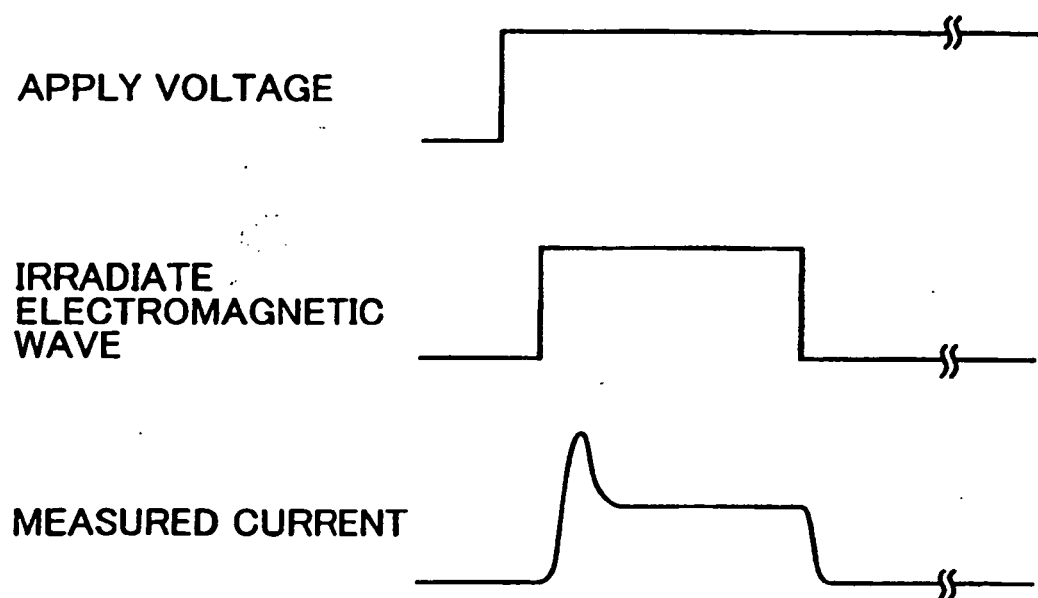 APPLY VOLTAGE
IRRADIATE
ELECTROMAGNETIC
WAVE
MEASURED CURRENT